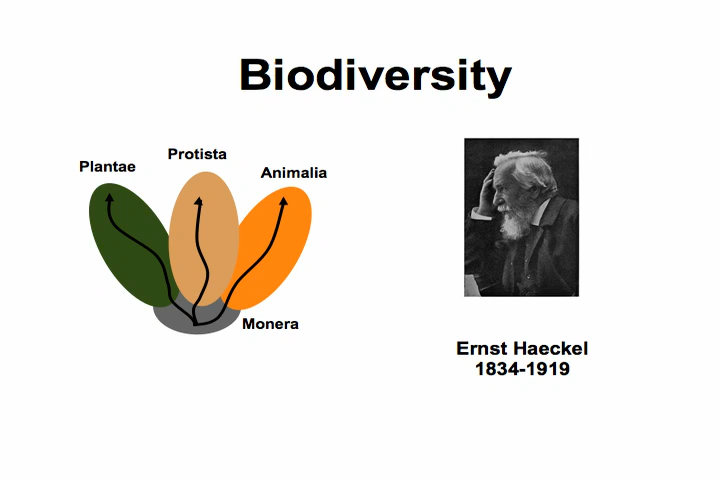 Biodiversity
Plantae
Protista
Animalia
Monera
Ernst Haeckel
1834-1919